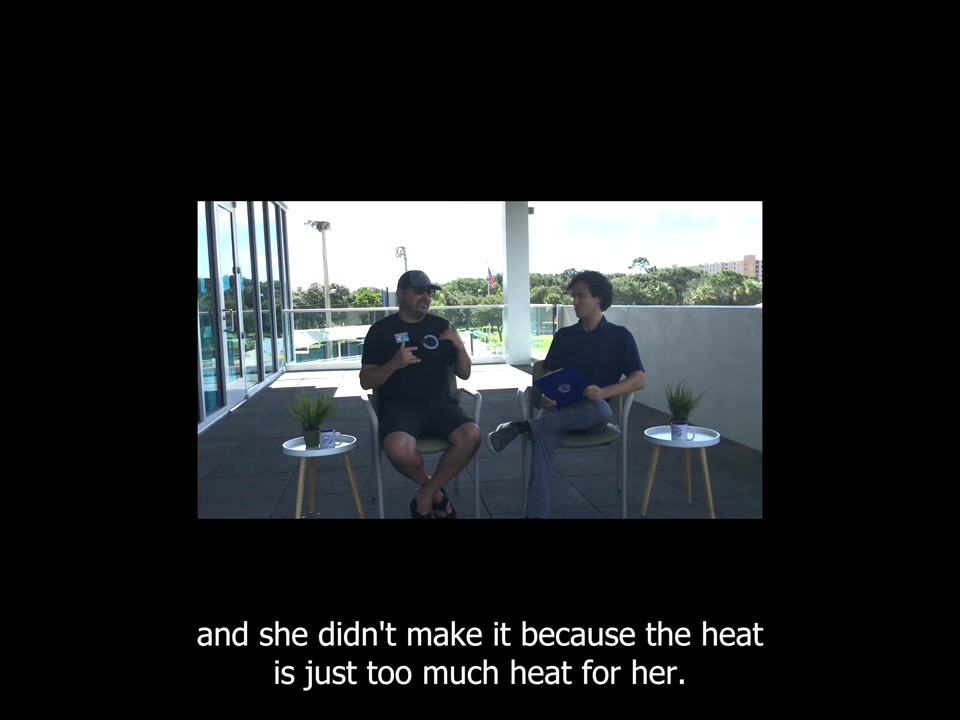 and she didn't make it because the heat
is just too much heat for her.